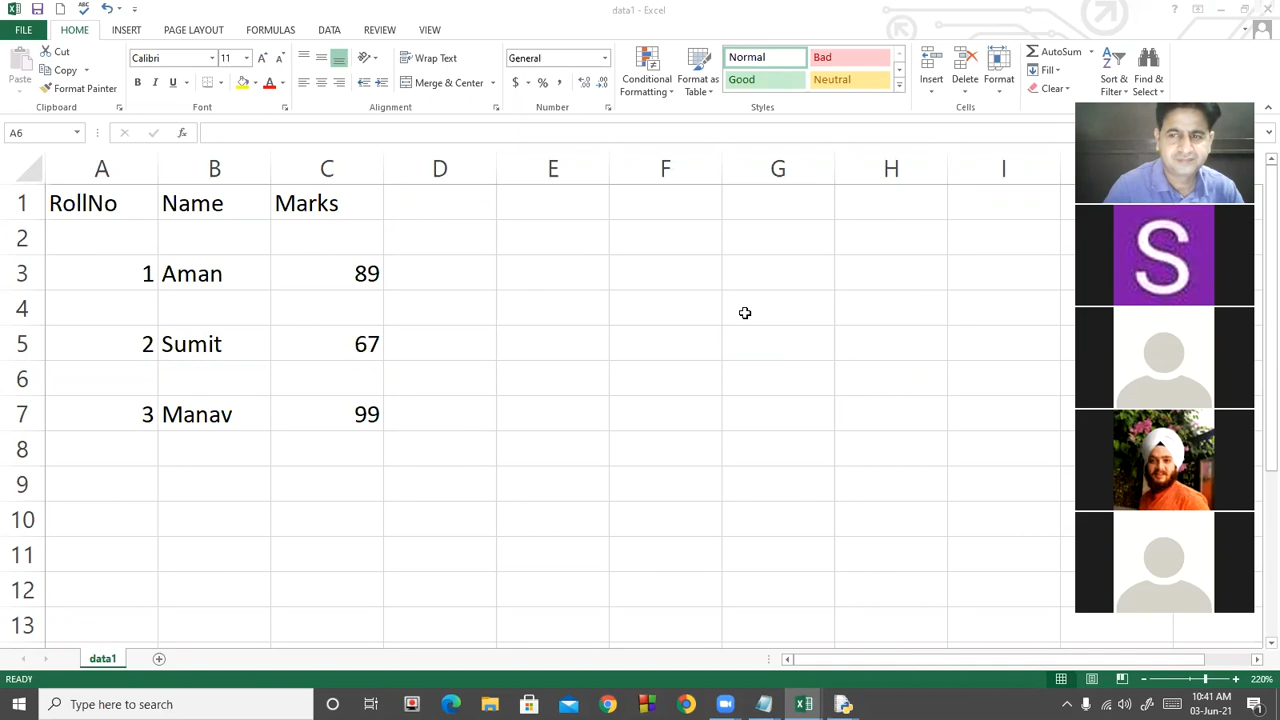 data1 - Excel
FILE HOME INSERT PAGE LAYOUT FORMULAS DATA REVIEW VIEW
Paste Cut Copy Format Painter Clipboard
Calibri 11 B I U A Font
Wrap Text Merge & Center Alignment
General $ % Number
Conditional Formatting Format as Table Normal Bad Good Neutral Styles
Insert Delete Format Cells
AutoSum Fill Clear Sort & Filter Find & Select
A6 fx
A B C D E F G H I
1 RollNo Name Marks
2
3 1 Aman 89
4
5 2 Sumit 67
6
7 3 Manav 99
8
9
10
11
12
13
S
data1
READY 220%
Type here to search
10:41 AM
03-Jun-21